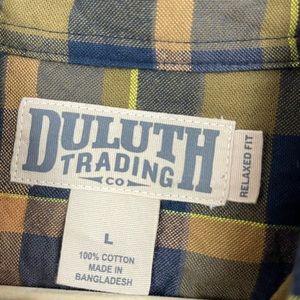 DULUTH
TRADING
CO
RELAXED FIT
L
100% COTTON
MADE IN
BANGLADESH